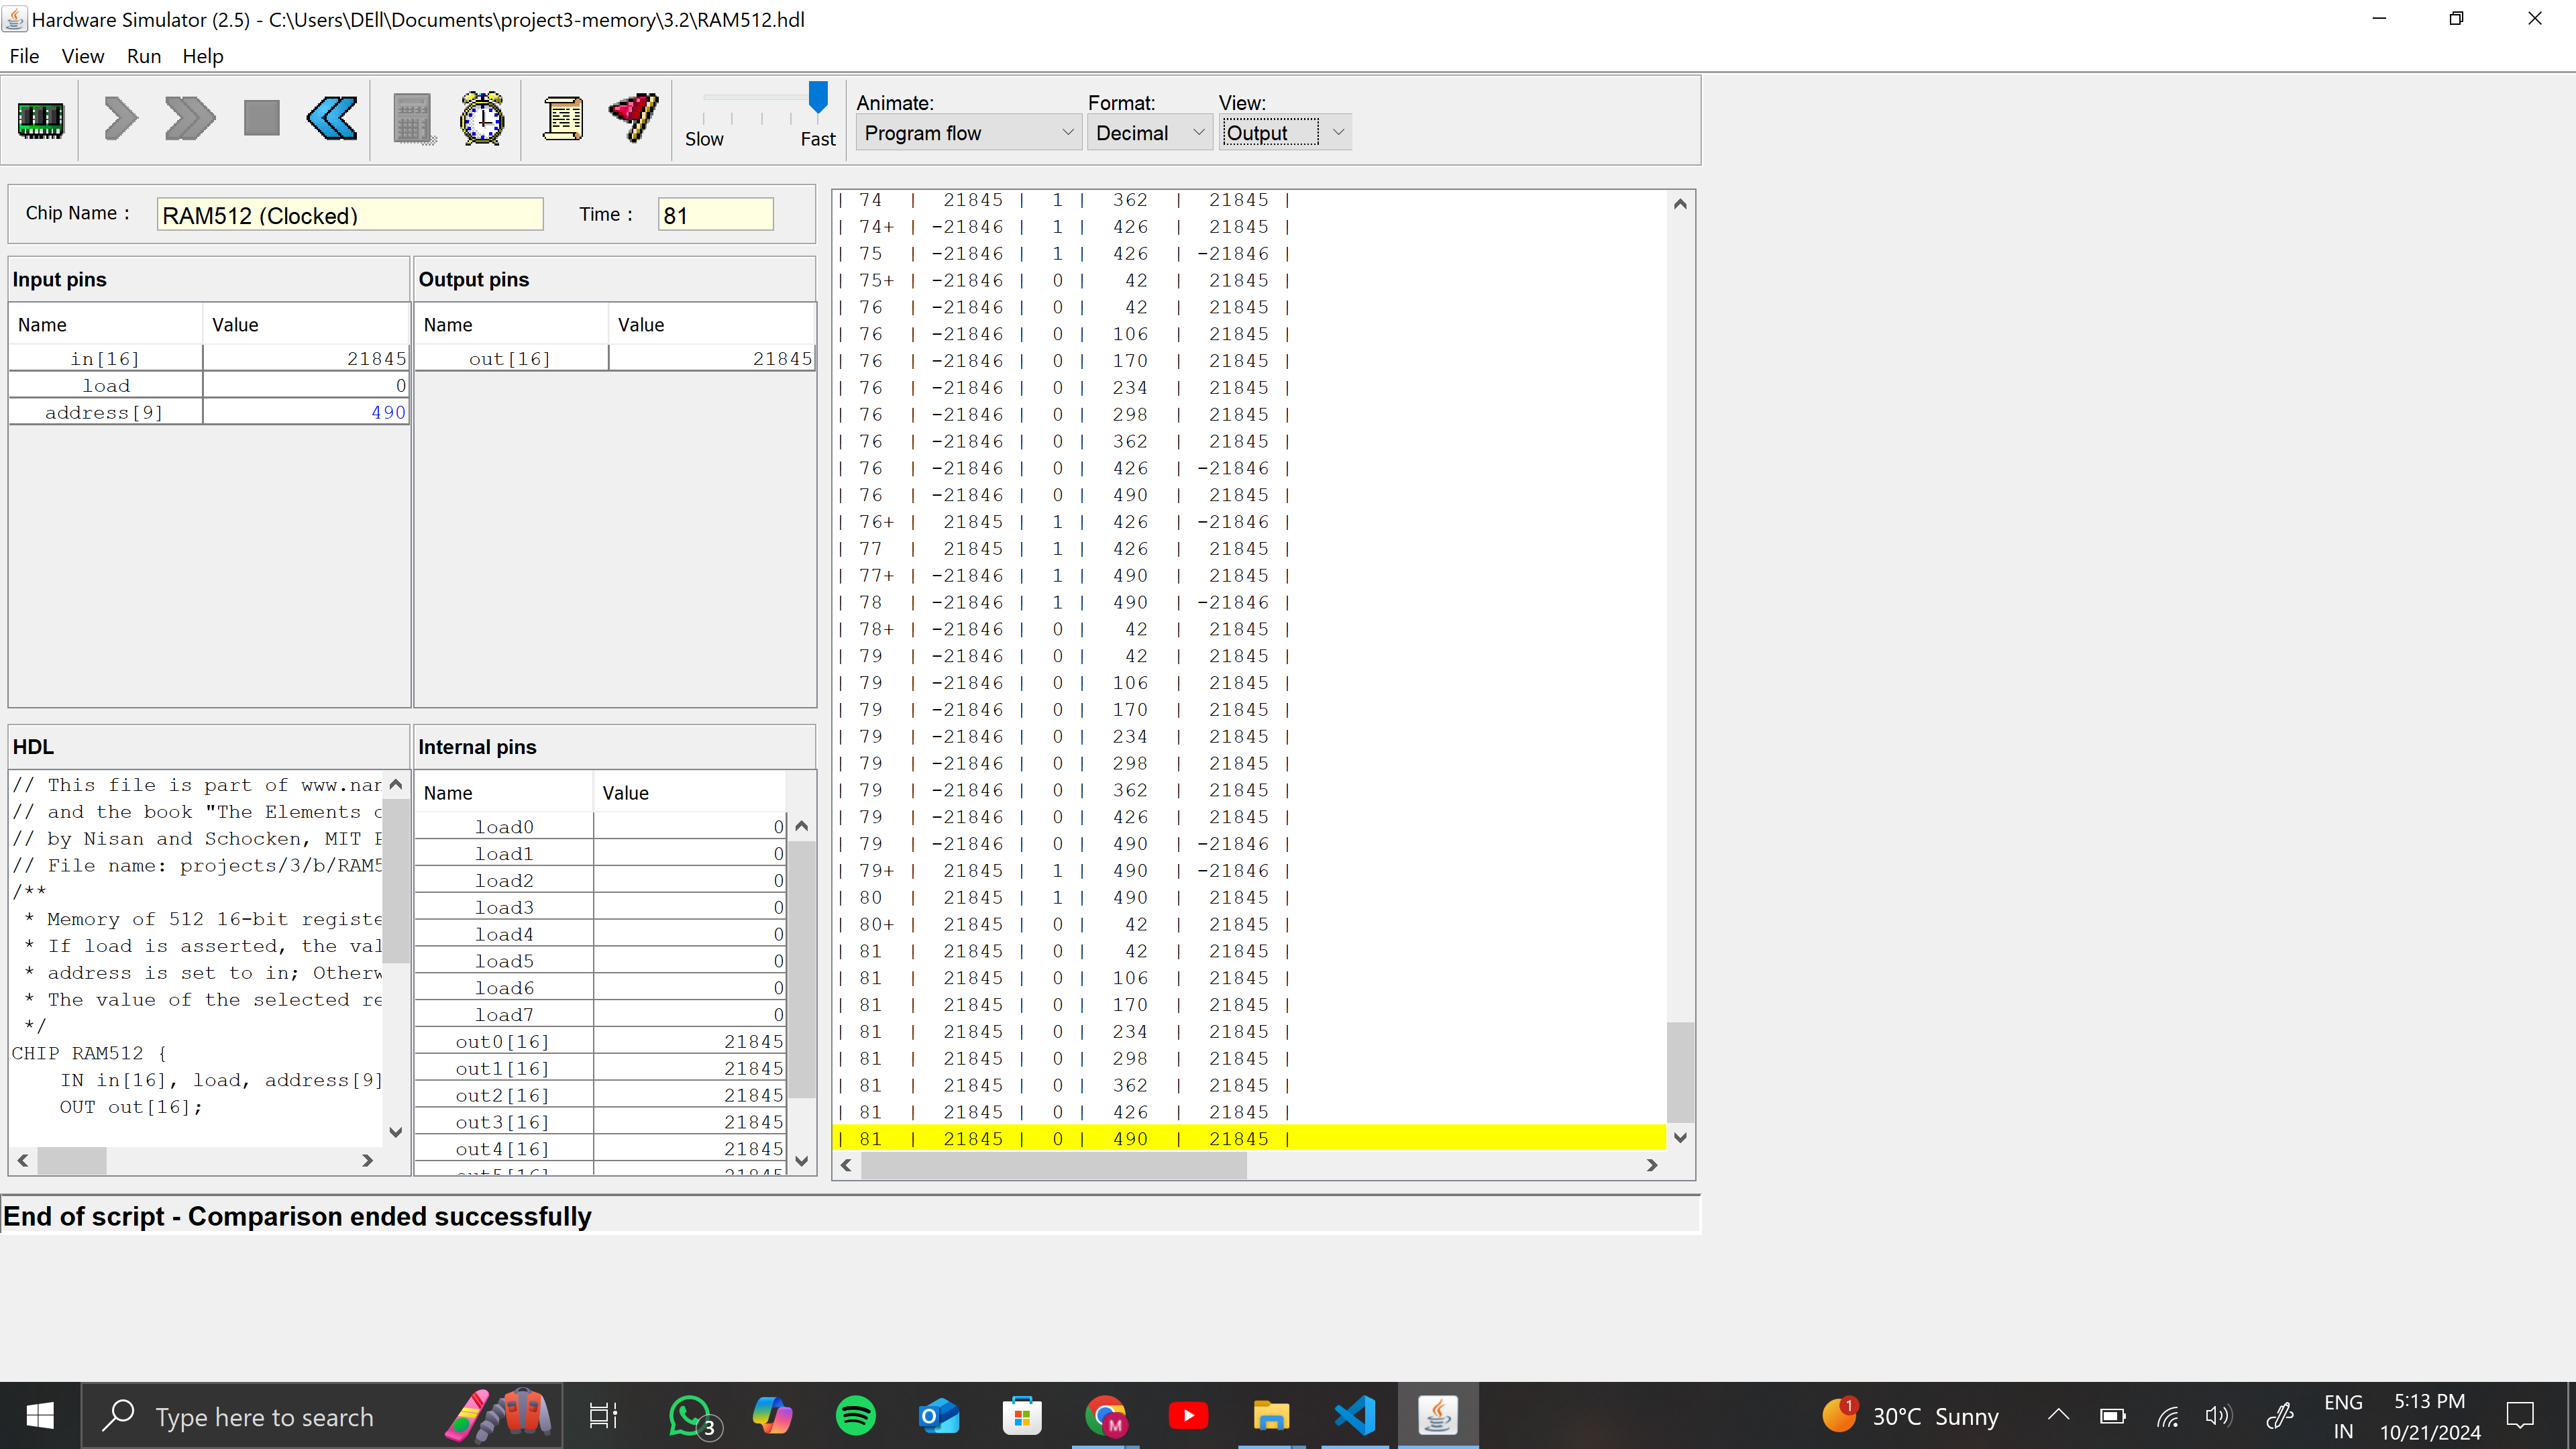 Hardware Simulator (2.5) - C:\Users\DEll\Documents\project3-memory\3.2\RAM512.hdl
File View Run Help
Slow Fast
Animate: Format: View:
Program flow Decimal Output
Chip Name : RAM512 (Clocked) Time : 81
Input pins
Name Value
in[16] 21845
load 0
address[9] 490
Output pins
Name Value
out[16] 21845
HDL
// This file is part of www.nan
// and the book "The Elements o
// by Nisan and Schocken, MIT P
// File name: projects/3/b/RAM5
/**
* Memory of 512 16-bit registe
* If load is asserted, the val
* address is set to in; Otherw
* The value of the selected re
*/
CHIP RAM512 {
IN in[16], load, address[9]
OUT out[16];
Internal pins
Name Value
load0 0
load1 0
load2 0
load3 0
load4 0
load5 0
load6 0
load7 0
out0[16] 21845
out1[16] 21845
out2[16] 21845
out3[16] 21845
out4[16] 21845
out5[16] 21845
| 74 | 21845 | 1 | 362 | 21845 |
| 74+ | -21846 | 1 | 426 | 21845 |
| 75 | -21846 | 1 | 426 | -21846 |
| 75+ | -21846 | 0 | 42 | 21845 |
| 76 | -21846 | 0 | 42 | 21845 |
| 76 | -21846 | 0 | 106 | 21845 |
| 76 | -21846 | 0 | 170 | 21845 |
| 76 | -21846 | 0 | 234 | 21845 |
| 76 | -21846 | 0 | 298 | 21845 |
| 76 | -21846 | 0 | 362 | 21845 |
| 76 | -21846 | 0 | 426 | -21846 |
| 76 | -21846 | 0 | 490 | 21845 |
| 76+ | 21845 | 1 | 426 | -21846 |
| 77 | 21845 | 1 | 426 | 21845 |
| 77+ | -21846 | 1 | 490 | 21845 |
| 78 | -21846 | 1 | 490 | -21846 |
| 78+ | -21846 | 0 | 42 | 21845 |
| 79 | -21846 | 0 | 42 | 21845 |
| 79 | -21846 | 0 | 106 | 21845 |
| 79 | -21846 | 0 | 170 | 21845 |
| 79 | -21846 | 0 | 234 | 21845 |
| 79 | -21846 | 0 | 298 | 21845 |
| 79 | -21846 | 0 | 362 | 21845 |
| 79 | -21846 | 0 | 426 | 21845 |
| 79 | -21846 | 0 | 490 | -21846 |
| 79+ | 21845 | 1 | 490 | -21846 |
| 80 | 21845 | 1 | 490 | 21845 |
| 80+ | 21845 | 0 | 42 | 21845 |
| 81 | 21845 | 0 | 42 | 21845 |
| 81 | 21845 | 0 | 106 | 21845 |
| 81 | 21845 | 0 | 170 | 21845 |
| 81 | 21845 | 0 | 234 | 21845 |
| 81 | 21845 | 0 | 298 | 21845 |
| 81 | 21845 | 0 | 362 | 21845 |
| 81 | 21845 | 0 | 426 | 21845 |
| 81 | 21845 | 0 | 490 | 21845 |
End of script - Comparison ended successfully
Type here to search
3
M
1
30°C Sunny
ENG
IN
5:13 PM
10/21/2024